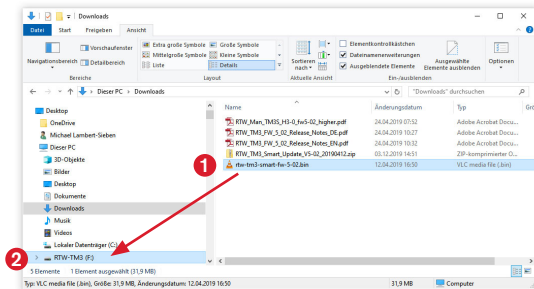 Downloads
Datei Start Freigeben Ansicht
Navigationsbereich
Vorschaufenster
Detailbereich
Bereiche
Extra große Symbole Große Symbole
Mittelgroße Symbole Kleine Symbole
Liste Details
Layout
Sortieren nach
Aktuelle Ansicht
Elementkontrollkästchen
Dateinamenerweiterungen
Ausgeblendete Elemente
Ausgewählte Elemente ausblenden
Ein-/ausblenden
Optionen
Dieser PC > Downloads
"Downloads" durchsuchen
Desktop
OneDrive
Michael Lambert-Sieben
Dieser PC
3D-Objekte
Bilder
Desktop
Dokumente
Downloads
Musik
Videos
Lokaler Datenträger (C:)
RTW-TM3 (F:)
Name Änderungsdatum Typ Grö
RTW_Man_TM3S_H3-0_fw5-02_higher.pdf 24.04.2019 07:52 Adobe Acrobat Docu...
RTW_TM3_FW_5_02_Release_Notes_DE.pdf 24.04.2019 10:27 Adobe Acrobat Docu...
RTW_TM3_FW_5_02_Release_Notes_EN.pdf 24.04.2019 10:32 Adobe Acrobat Docu...
RTW_TM3_Smart_Update_V5-02_20190412.zip 03.12.2019 14:51 ZIP-komprimierter O...
rtw-tm3-smart-fw-5-02.bin 12.04.2019 16:50 VLC media file (.bin)
1
2
5 Elemente 1 Element ausgewählt (31,9 MB)
Typ: VLC media file (.bin), Größe: 31,9 MB, Änderungsdatum: 12.04.2019 16:50 31,9 MB Computer